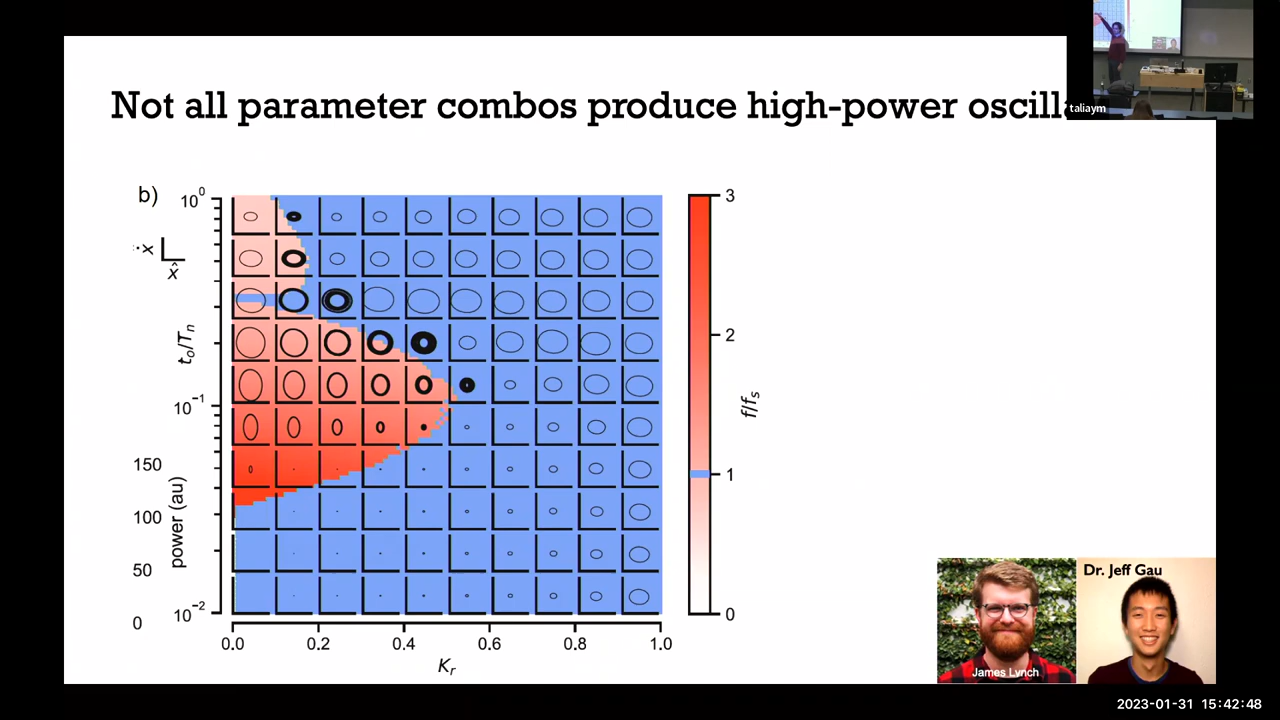 Not all parameter combos produce high-power oscill
taliaym
b)
10⁰
ẋ
x̂
t₀/Tₙ
10⁻¹
150
100
50
0
power (au)
10⁻²
0.0 0.2 0.4 0.6 0.8 1.0
Kᵣ
3
2
1
0
f/fₛ
Dr. Jeff Gau
James Lynch
2023-01-31 15:42:48